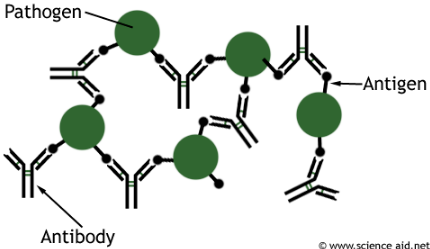 Pathogen
Antigen
Antibody
© www.science aid.net